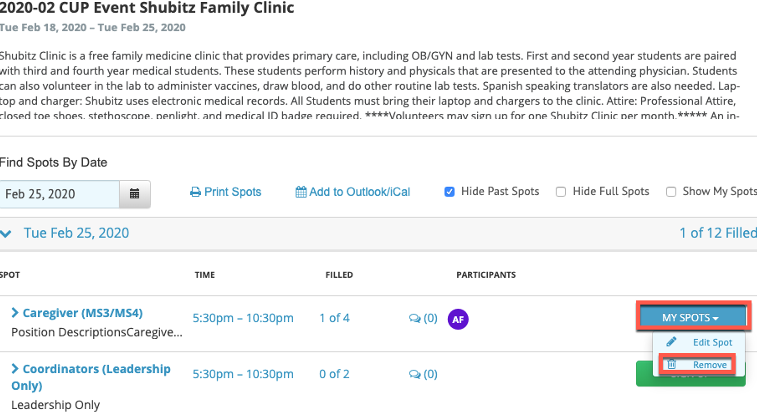 2020-02 CUP Event Shubitz Family Clinic
Tue Feb 18, 2020 – Tue Feb 25, 2020
Shubitz Clinic is a free family medicine clinic that provides primary care, including OB/GYN and lab tests. First and second year students are paired
with third and fourth year medical students. These students perform history and physicals that are presented to the attending physician. Students
can also volunteer in the lab to administer vaccines, draw blood, and do other routine lab tests. Spanish speaking translators are also needed. Lap-
top and charger: Shubitz uses electronic medical records. All Students must bring their laptop and chargers to the clinic. Attire: Professional Attire,
closed toe shoes, stethoscope, penlight, and medical ID badge required. ****Volunteers may sign up for one Shubitz Clinic per month.***** An in-
Find Spots By Date
Feb 25, 2020
Print Spots
Add to Outlook/iCal
Hide Past Spots
Hide Full Spots
Show My Spots
Tue Feb 25, 2020
1 of 12 Filled
SPOT TIME FILLED PARTICIPANTS
Caregiver (MS3/MS4)
5:30pm – 10:30pm
1 of 4
(0)
AF
MY SPOTS
Position DescriptionsCaregive...
Edit Spot
Remove
Coordinators (Leadership
Only)
5:30pm – 10:30pm
0 of 2
(0)
Leadership Only